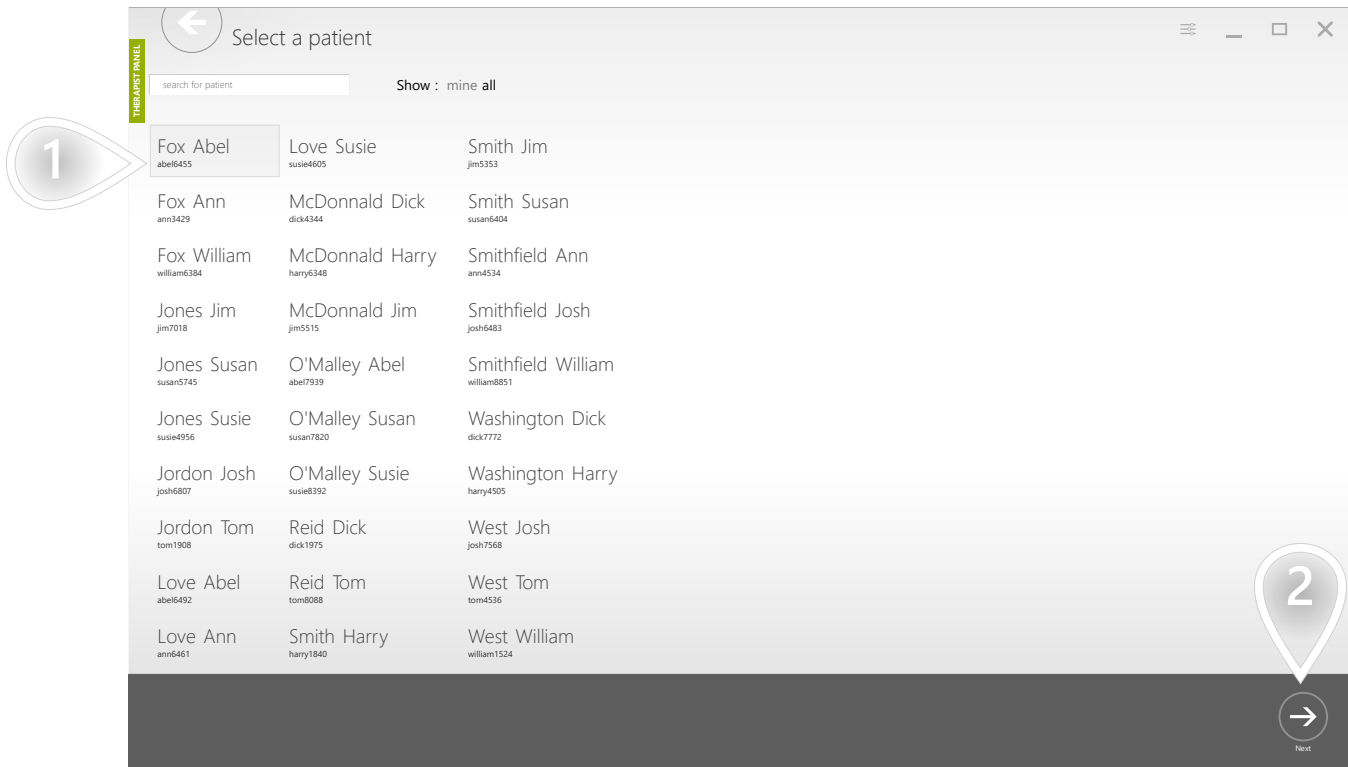 Select a patient
THERAPIST PANEL
search for patient
Show : mine all
1
Fox Abel
abel6455
Fox Ann
ann3429
Fox William
william6384
Jones Jim
jim7018
Jones Susan
susan5745
Jones Susie
susie4956
Jordon Josh
josh6807
Jordon Tom
tom1908
Love Abel
abel6492
Love Ann
ann6461
Love Susie
susie4605
McDonnald Dick
dick4344
McDonnald Harry
harry6348
McDonnald Jim
jim5515
O'Malley Abel
abel7939
O'Malley Susan
susan7820
O'Malley Susie
susie8392
Reid Dick
dick1975
Reid Tom
tom8088
Smith Harry
harry1840
Smith Jim
jim5353
Smith Susan
susan6404
Smithfield Ann
ann4534
Smithfield Josh
josh6483
Smithfield William
william8851
Washington Dick
dick7772
Washington Harry
harry4505
West Josh
josh7568
West Tom
tom4536
West William
william1524
2
Next